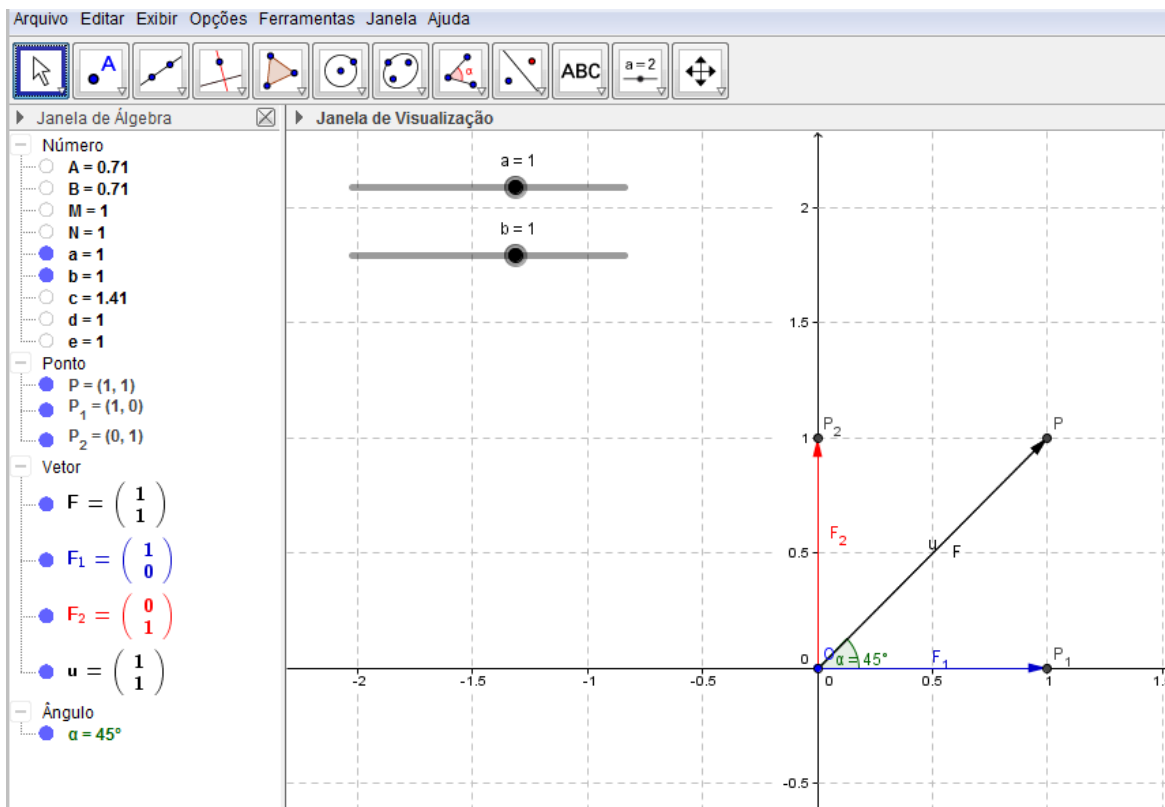 Arquivo Editar Exibir Opções Ferramentas Janela Ajuda
A
α
ABC
a=2
Janela de Álgebra
Janela de Visualização
Número
A = 0.71
B = 0.71
M = 1
N = 1
a = 1
b = 1
c = 1.41
d = 1
e = 1
Ponto
P = (1, 1)
P₁ = (1, 0)
P₂ = (0, 1)
Vetor
F = ( 1
1 )
F₁ = ( 1
0 )
F₂ = ( 0
1 )
u = ( 1
1 )
Ângulo
α = 45°
a = 1
b = 1
2
1.5
1
0.5
0
-0.5
-2 -1.5 -1 -0.5 0 0.5 1 1.5
P₂
P
F₂
u F
O α = 45° F₁ P₁